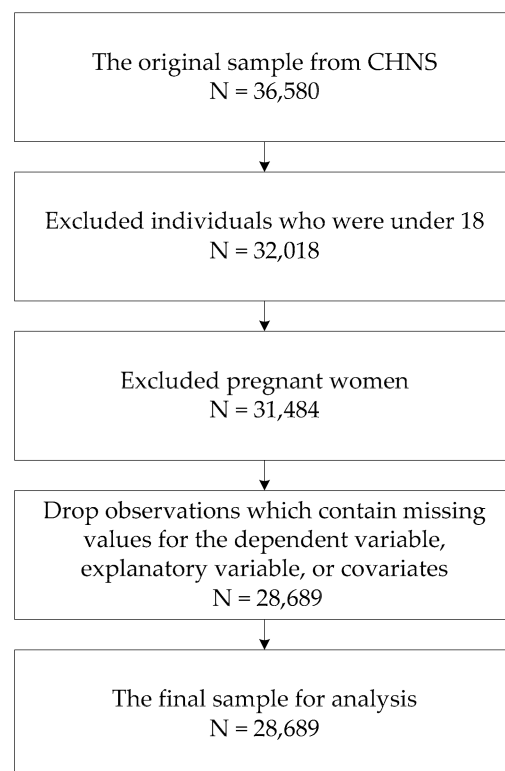 The original sample from CHNS
N = 36,580
Excluded individuals who were under 18
N = 32,018
Excluded pregnant women
N = 31,484
Drop observations which contain missing
values for the dependent variable,
explanatory variable, or covariates
N = 28,689
The final sample for analysis
N = 28,689